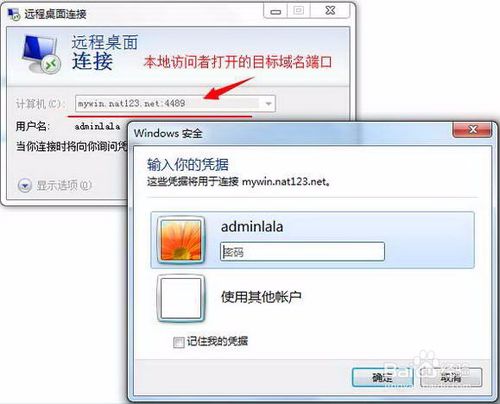 远程桌面连接
远程桌面
连接
本地访问者打开的目标域名端口
计算机(C):
mywin.nat123.net:4489
用户名:
adminlala
当你连接时将向你询问凭
显示选项(O)
Windows 安全
输入你的凭据
这些凭据将用于连接 mywin.nat123.net。
adminlala
密码
使用其他帐户
记住我的凭据
确定
取消
Baidu 经验